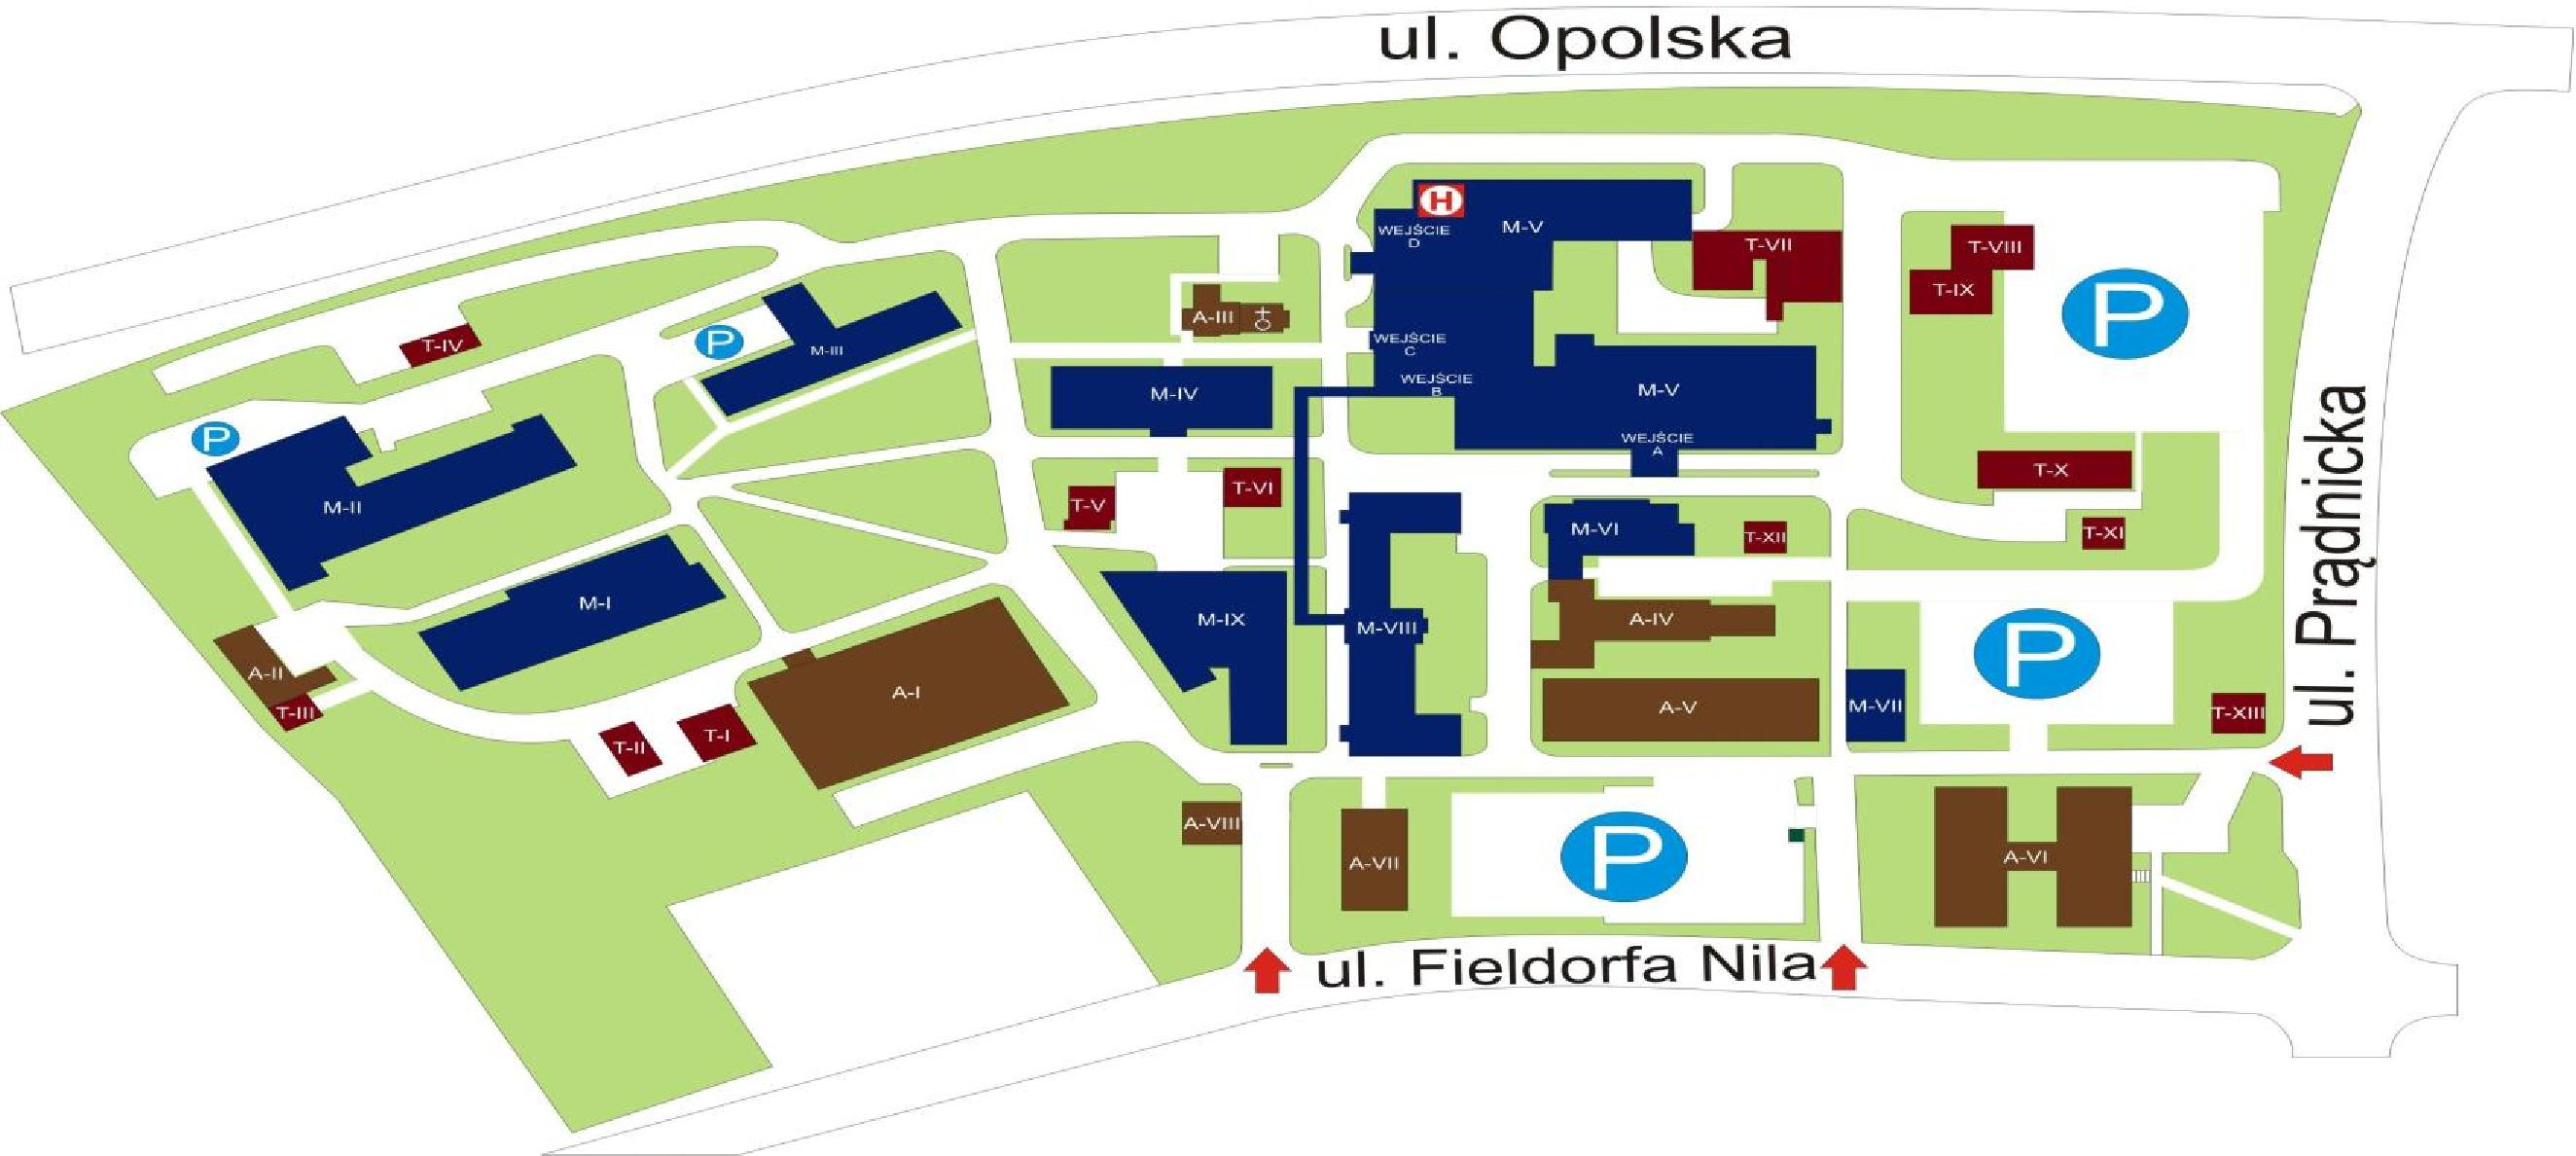 ul. Opolska
H
WEJŚCIE
D
M-V
T-VII
T-VIII
T-IX
P
A-III
T-IV
P
M-III
WEJŚCIE
C
WEJŚCIE
B
M-IV
M-V
WEJŚCIE
A
P
M-II
T-V
T-VI
T-X
M-VI
T-XII
T-XI
ul. Prądnicka
M-I
M-IX
M-VIII
A-IV
P
A-II
T-III
A-I
T-II
T-I
A-V
M-VII
T-XIII
A-VIII
A-VII
P
A-VI
ul. Fieldorfa Nila